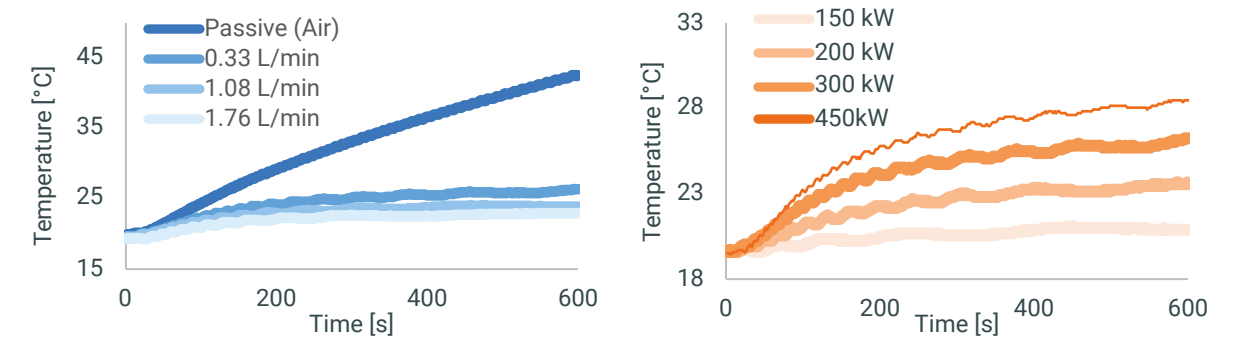 Passive (Air)
0.33 L/min
1.08 L/min
1.76 L/min
Temperature [°C]
45
35
25
15
0
200
400
600
Time [s]
150 kW
200 kW
300 kW
450kW
Temperature [°C]
33
28
23
18
0
200
400
600
Time [s]